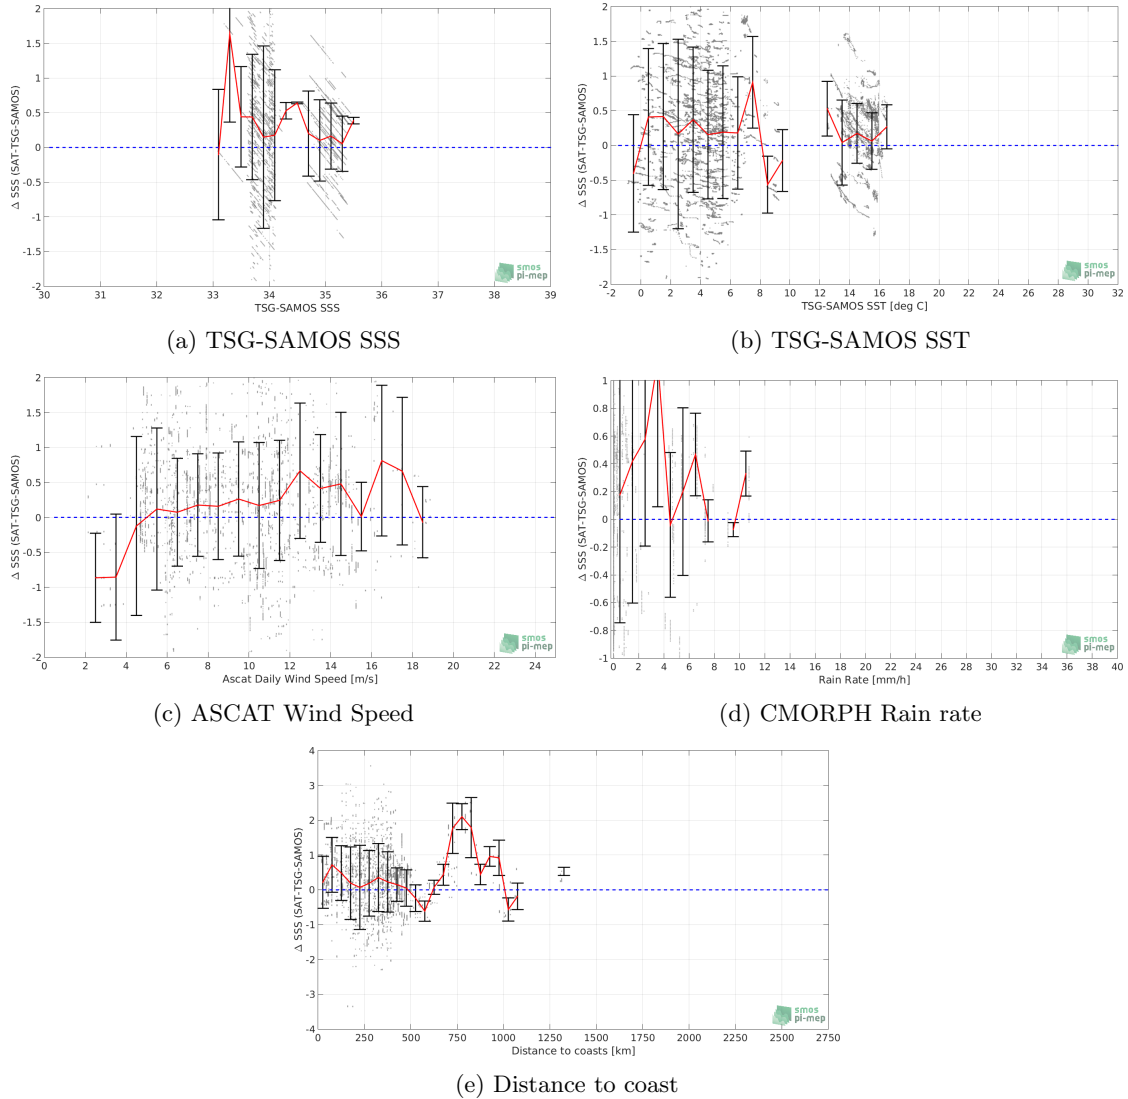 2
1.5
1
0.5
0
-0.5
-1
-1.5
-2
Δ SSS (SAT-TSG-SAMOS)
30 31 32 33 34 35 36 37 38 39
TSG-SAMOS SSS
smos
pi-mep
(a) TSG-SAMOS SSS
2
1.5
1
0.5
0
-0.5
-1
-1.5
-2
Δ SSS (SAT-TSG-SAMOS)
-2 0 2 4 6 8 10 12 14 16 18 20 22 24 26 28 30 32
TSG-SAMOS SST [deg C]
smos
pi-mep
(b) TSG-SAMOS SST
2
1.5
1
0.5
0
-0.5
-1
-1.5
-2
Δ SSS (SAT-TSG-SAMOS)
0 2 4 6 8 10 12 14 16 18 20 22 24
Ascat Daily Wind Speed [m/s]
smos
pi-mep
(c) ASCAT Wind Speed
1
0.8
0.6
0.4
0.2
0
-0.2
-0.4
-0.6
-0.8
-1
Δ SSS (SAT-TSG-SAMOS)
0 2 4 6 8 10 12 14 16 18 20 22 24 26 28 30 32 34 36 38 40
Rain Rate [mm/h]
smos
pi-mep
(d) CMORPH Rain rate
4
3
2
1
0
-1
-2
-3
-4
Δ SSS (SAT-TSG-SAMOS)
0 250 500 750 1000 1250 1500 1750 2000 2250 2500 2750
Distance to coasts [km]
smos
pi-mep
(e) Distance to coast